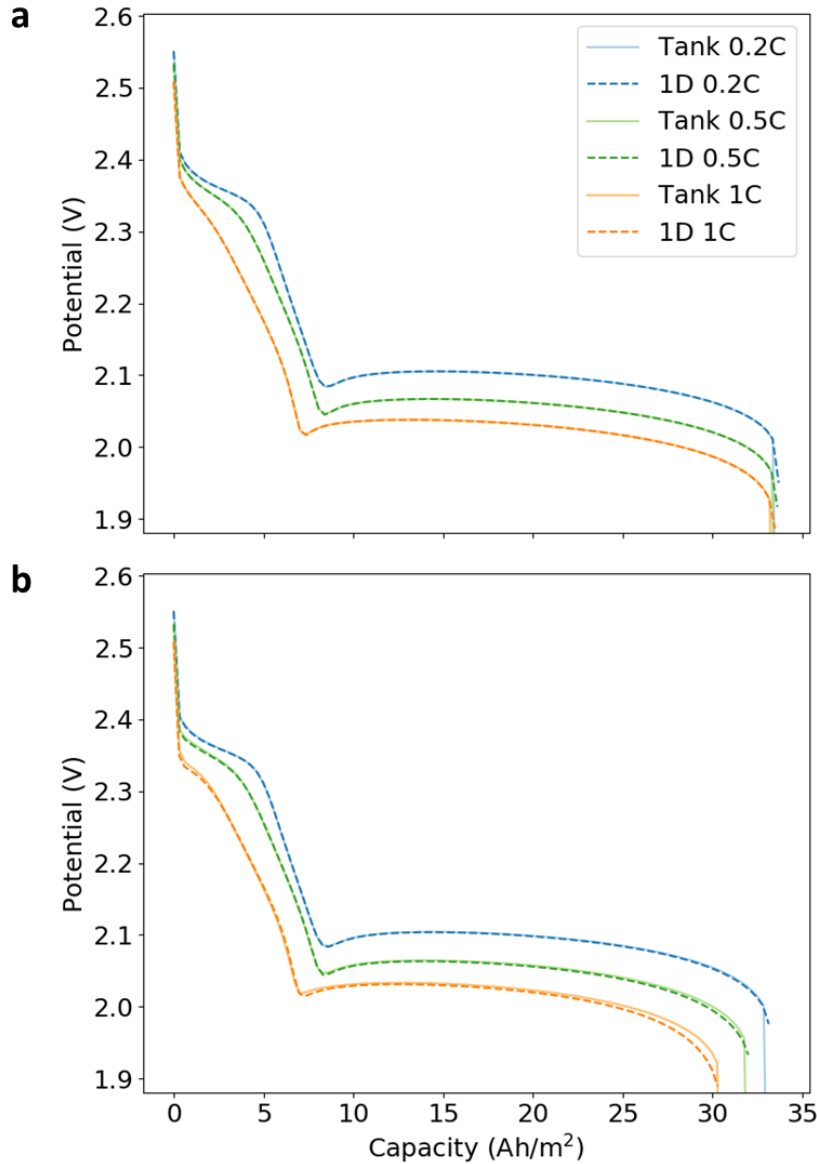 a
2.6
2.5
2.4
2.3
2.2
2.1
2.0
1.9
Potential (V)
Tank 0.2C
1D 0.2C
Tank 0.5C
1D 0.5C
Tank 1C
1D 1C
b
2.6
2.5
2.4
2.3
2.2
2.1
2.0
1.9
Potential (V)
0 5 10 15 20 25 30 35
Capacity (Ah/m²)